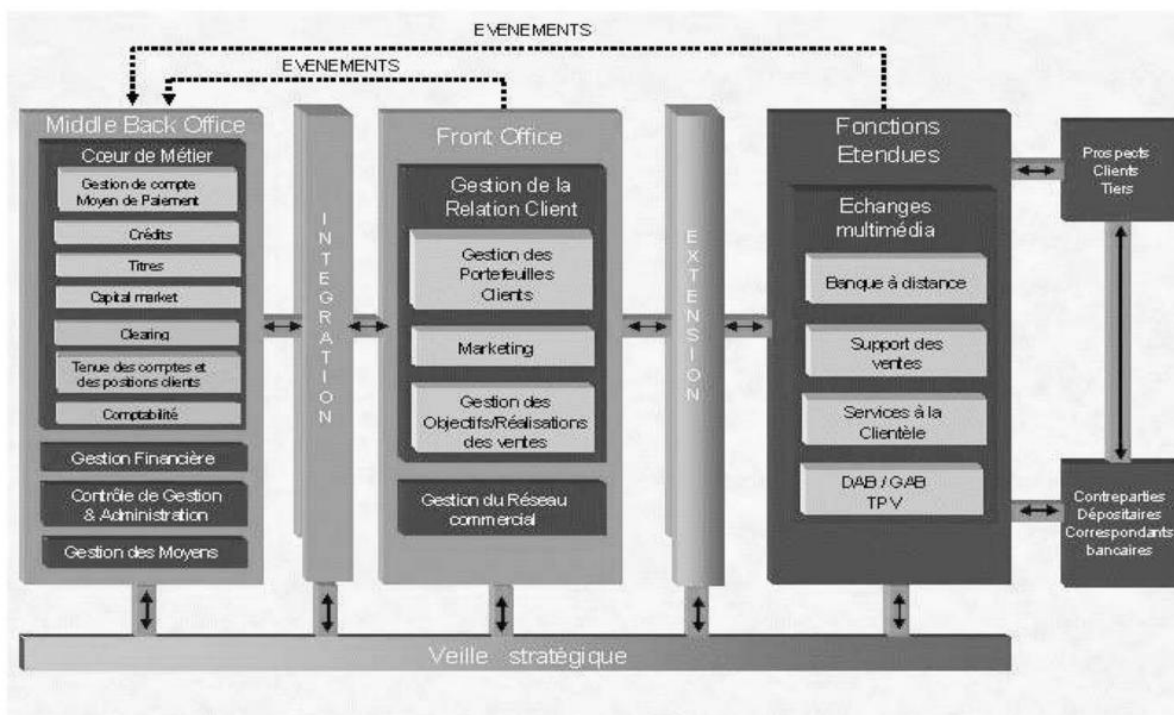 EVENEMENTS
EVENEMENTS
Middle Back Office
Cœur de Métier
Gestion de compte
Moyen de Paiement
Crédits
Titres
Capital market
Clearing
Tenue des comptes et
des positions clients
Comptabilité
Gestion Financière
Contrôle de Gestion
& Administration
Gestion des Moyens
INTEGRATION
Front Office
Gestion de la
Relation Client
Gestion des
Portefeuilles
Clients
Marketing
Gestion des
Objectifs/Réalisations
des ventes
Gestion du Réseau
commercial
EXTENSION
Fonctions
Etendues
Echanges
multimédia
Banque à distance
Support des
ventes
Services à la
Clientèle
DAB / GAB
TPV
Prospects
Clients
Tiers
Contreparties
Dépositaires
Correspondants
bancaires
Veille stratégique